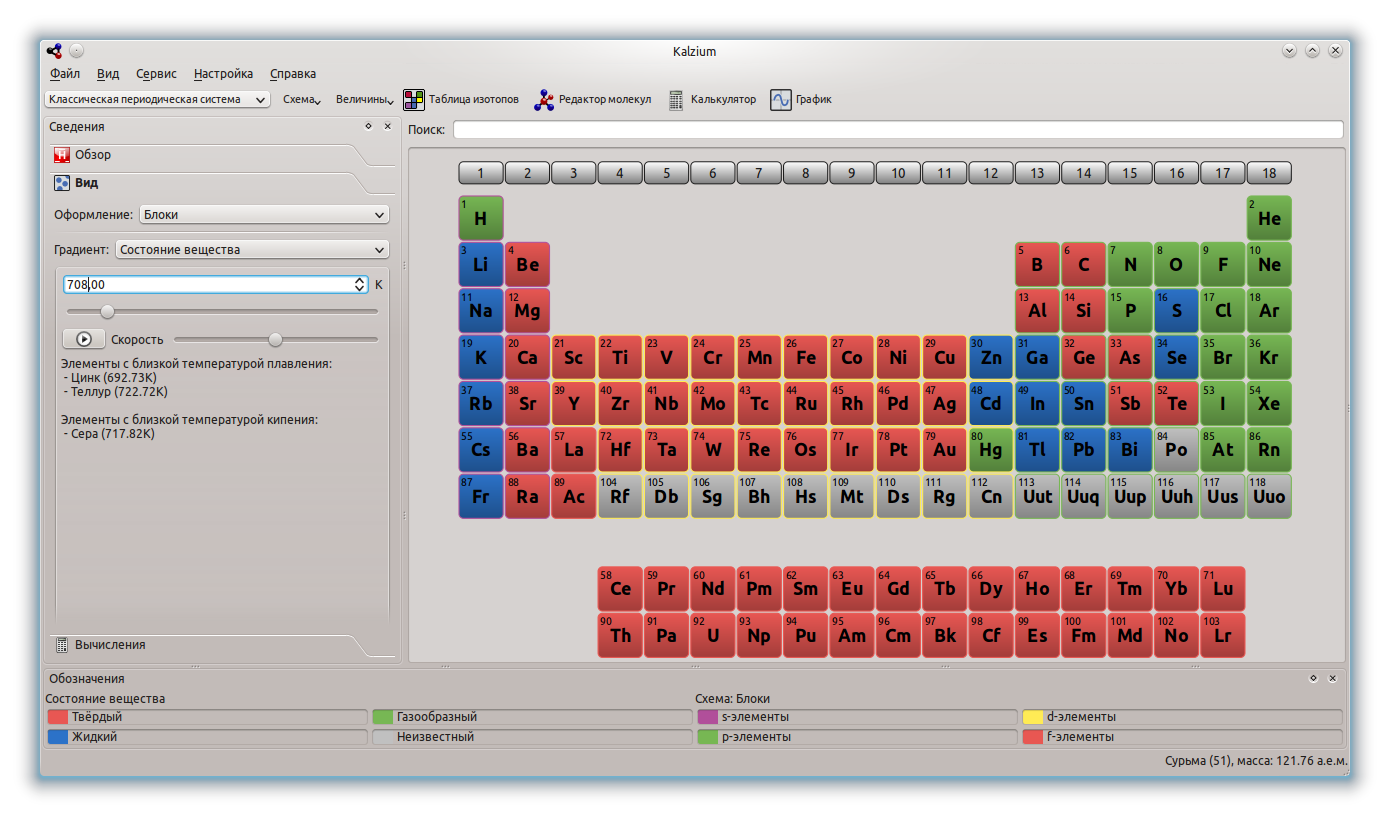 Kalzium
Файл Вид Сервис Настройка Справка
Классическая периодическая система Схема Величины Таблица изотопов Редактор молекул Калькулятор График
Сведения
Обзор
Вид
Оформление: Блоки
Градиент: Состояние вещества
708,00 K
Скорость
Элементы с близкой температурой плавления:
- Цинк (692.73K)
- Теллур (722.72K)
Элементы с близкой температурой кипения:
- Сера (717.82K)
Вычисления
Поиск:
1 2 3 4 5 6 7 8 9 10 11 12 13 14 15 16 17 18
1 H 2 He
3 Li 4 Be 5 B 6 C 7 N 8 O 9 F 10 Ne
11 Na 12 Mg 13 Al 14 Si 15 P 16 S 17 Cl 18 Ar
19 K 20 Ca 21 Sc 22 Ti 23 V 24 Cr 25 Mn 26 Fe 27 Co 28 Ni 29 Cu 30 Zn 31 Ga 32 Ge 33 As 34 Se 35 Br 36 Kr
37 Rb 38 Sr 39 Y 40 Zr 41 Nb 42 Mo 43 Tc 44 Ru 45 Rh 46 Pd 47 Ag 48 Cd 49 In 50 Sn 51 Sb 52 Te 53 I 54 Xe
55 Cs 56 Ba 57 La 72 Hf 73 Ta 74 W 75 Re 76 Os 77 Ir 78 Pt 79 Au 80 Hg 81 Tl 82 Pb 83 Bi 84 Po 85 At 86 Rn
87 Fr 88 Ra 89 Ac 104 Rf 105 Db 106 Sg 107 Bh 108 Hs 109 Mt 110 Ds 111 Rg 112 Cn 113 Uut 114 Uuq 115 Uup 116 Uuh 117 Uus 118 Uuo
58 Ce 59 Pr 60 Nd 61 Pm 62 Sm 63 Eu 64 Gd 65 Tb 66 Dy 67 Ho 68 Er 69 Tm 70 Yb 71 Lu
90 Th 91 Pa 92 U 93 Np 94 Pu 95 Am 96 Cm 97 Bk 98 Cf 99 Es 100 Fm 101 Md 102 No 103 Lr
Обозначения
Состояние вещества Схема: Блоки
Твёрдый Газообразный s-элементы d-элементы
Жидкий Неизвестный p-элементы f-элементы
Сурьма (51), масса: 121.76 а.е.м.